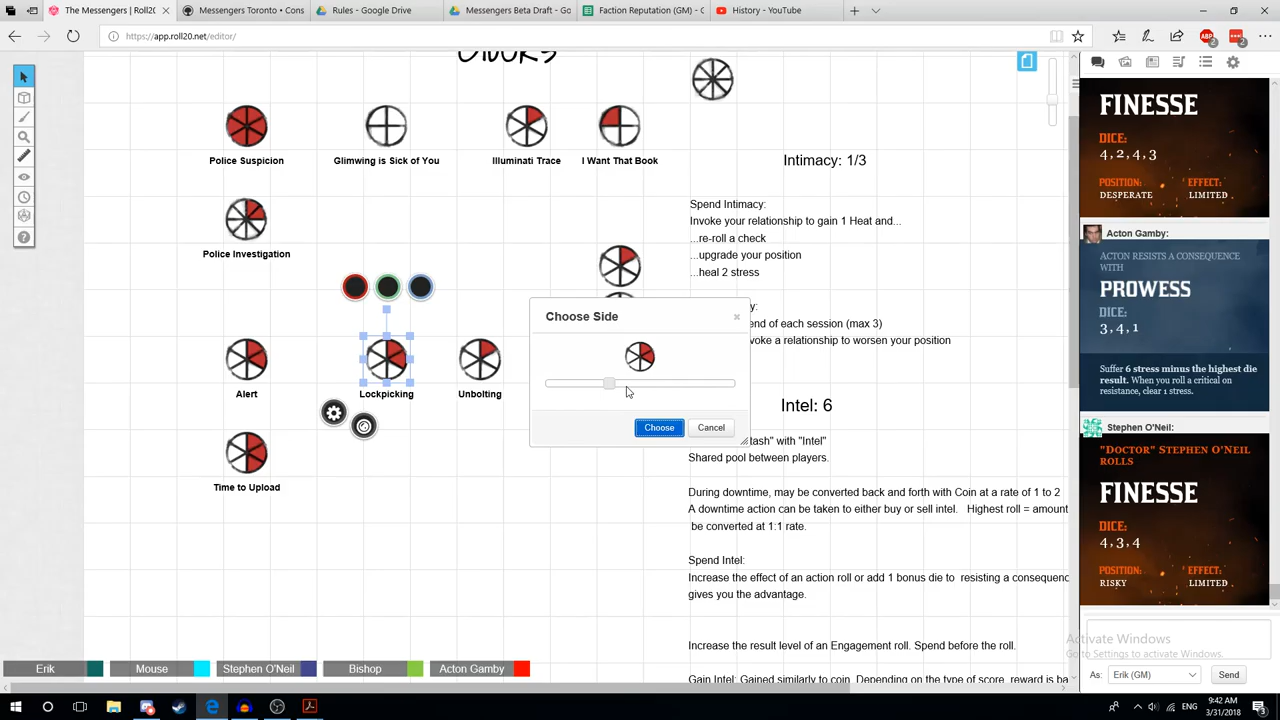 The Messengers | Roll20
Messengers Toronto • Cons
Rules - Google Drive
Messengers Beta Draft - Go
Faction Reputation (GM) - G
History - YouTube
https://app.roll20.net/editor/
2
2
Police Suspicion
Glimwing is Sick of You
Illuminati Trace
I Want That Book
Intimacy: 1/3
Police Investigation
Spend Intimacy:
Invoke your relationship to gain 1 Heat and...
...re-roll a check
...upgrade your position
...heal 2 stress
Choose Side
end of each session (max 3)
voke a relationship to worsen your position
Alert
Lockpicking
Unbolting
Choose
Cancel
Intel: 6
tash" with "Intel"
Shared pool between players.
Time to Upload
During downtime, may be converted back and forth with Coin at a rate of 1 to 2
A downtime action can be taken to either buy or sell intel. Highest roll = amount
be converted at 1:1 rate.
Spend Intel:
Increase the effect of an action roll or add 1 bonus die to resisting a consequenc
gives you the advantage.
Increase the result level of an Engagement roll. Spend before the roll.
Gain Intel: Gained similarly to coin. Depending on the type of score, reward is ba
Erik
Mouse
Stephen O'Neil
Bishop
Acton Gamby
FINESSE
DICE:
4, 2, 4, 3
POSITION:
EFFECT:
DESPERATE
LIMITED
Acton Gamby:
ACTON RESISTS A CONSEQUENCE
WITH
PROWESS
DICE:
3, 4, 1
Suffer 6 stress minus the highest die
result. When you roll a critical on
resistance, clear 1 stress.
Stephen O'Neil:
"DOCTOR" STEPHEN O'NEIL
ROLLS
FINESSE
DICE:
4, 3, 4
POSITION:
EFFECT:
RISKY
LIMITED
Activate Windows
Go to Settings to activate Windows.
As:
Erik (GM)
Send
ENG
9:42 AM
3/31/2018
3